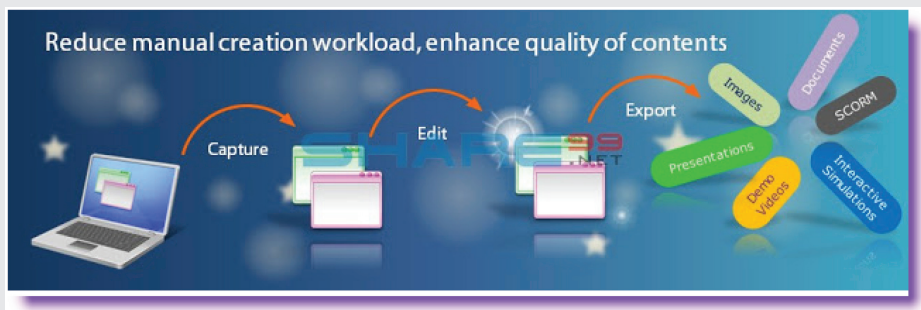 Reduce manual creation workload, enhance quality of contents
Capture
Edit
Export
Images
Documents
SCORM
Presentations
Demo
Videos
Interactive
Simulations
SHARE99
.NET